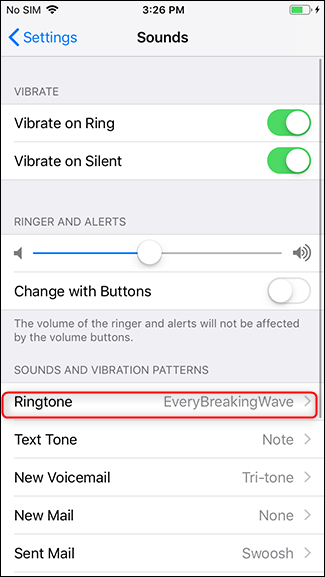 No SIM 3:26 PM
Settings Sounds
VIBRATE
Vibrate on Ring
Vibrate on Silent
RINGER AND ALERTS
Change with Buttons
The volume of the ringer and alerts will not be affected
by the volume buttons.
SOUNDS AND VIBRATION PATTERNS
Ringtone EveryBreakingWave
Text Tone Note
New Voicemail Tri-tone
New Mail None
Sent Mail Swoosh